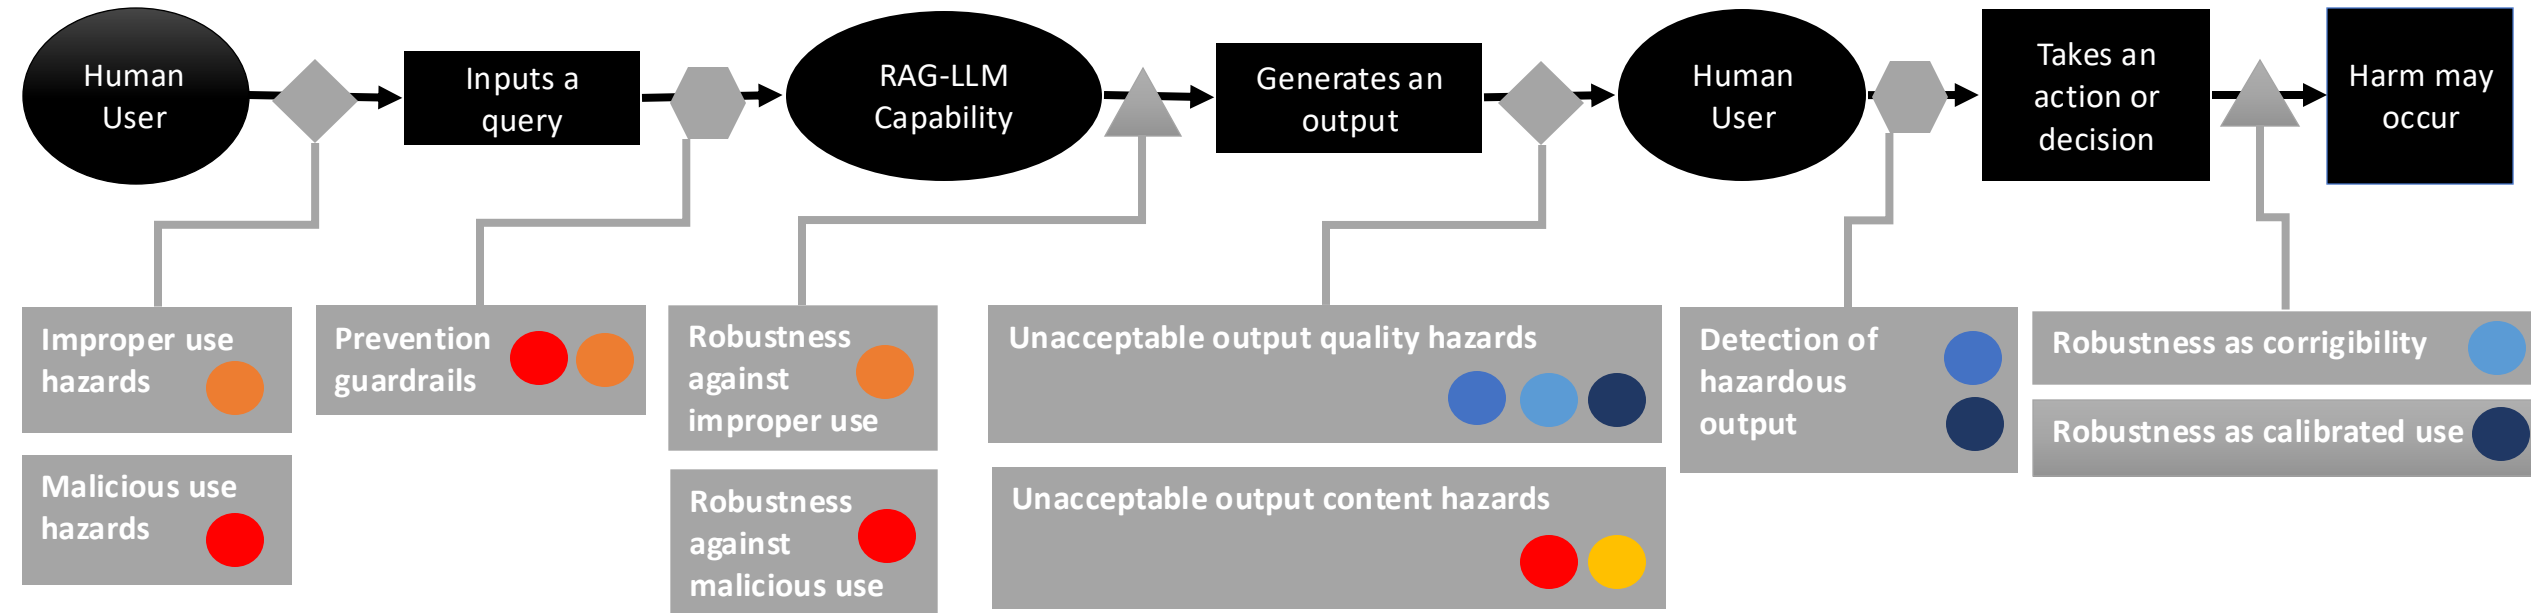 Human
User
Inputs a
query
RAG-LLM
Capability
Generates an
output
Human
User
Takes an
action or
decision
Harm may
occur
Improper use
hazards
Malicious use
hazards
Prevention
guardrails
Robustness
against
improper use
Robustness
against
malicious use
Unacceptable output quality hazards
Unacceptable output content hazards
Detection of
hazardous
output
Robustness as corrigibility
Robustness as calibrated use